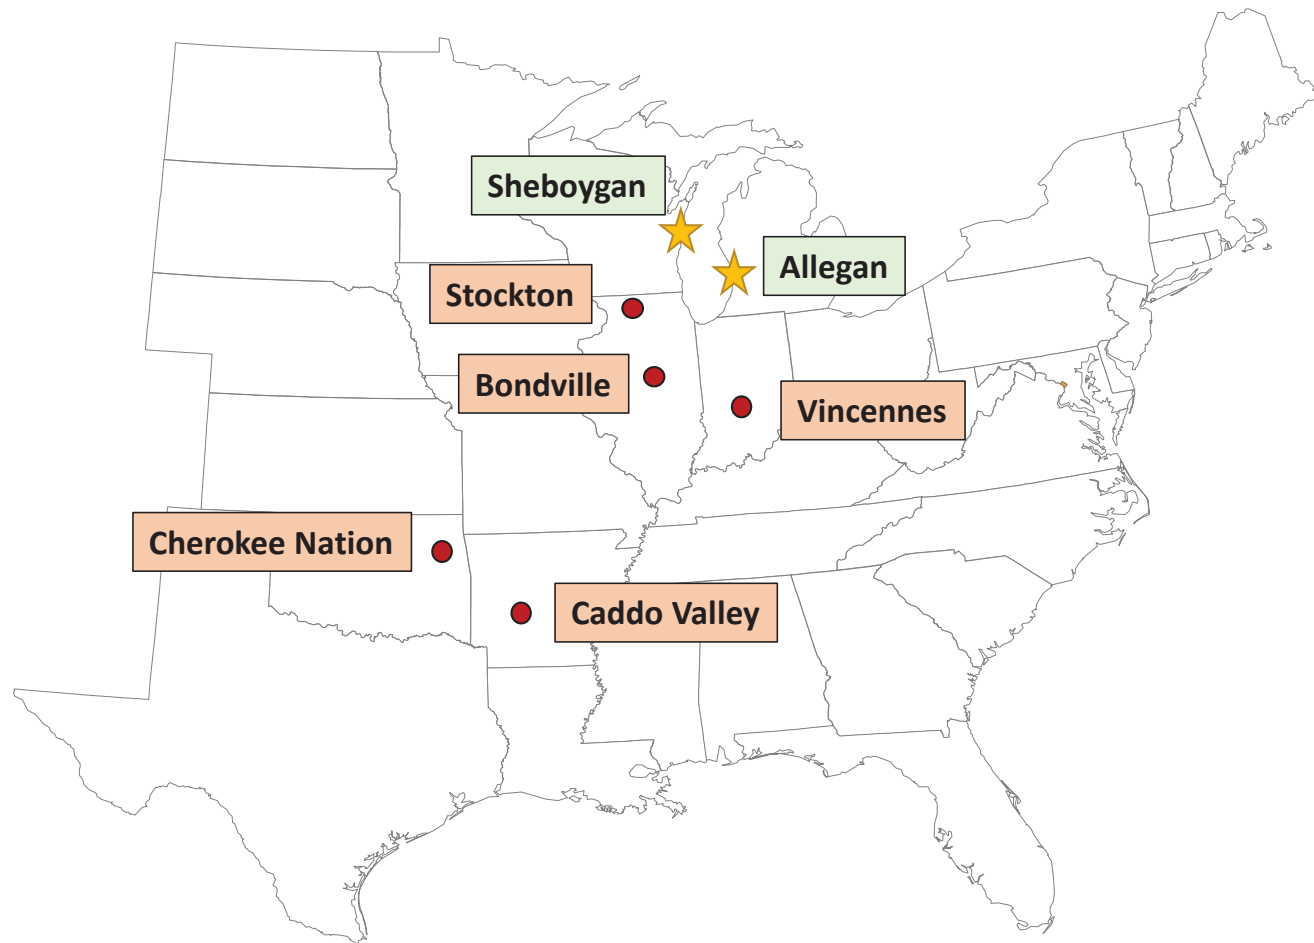 Sheboygan
Allegan
Stockton
Bondville
Vincennes
Cherokee Nation
Caddo Valley